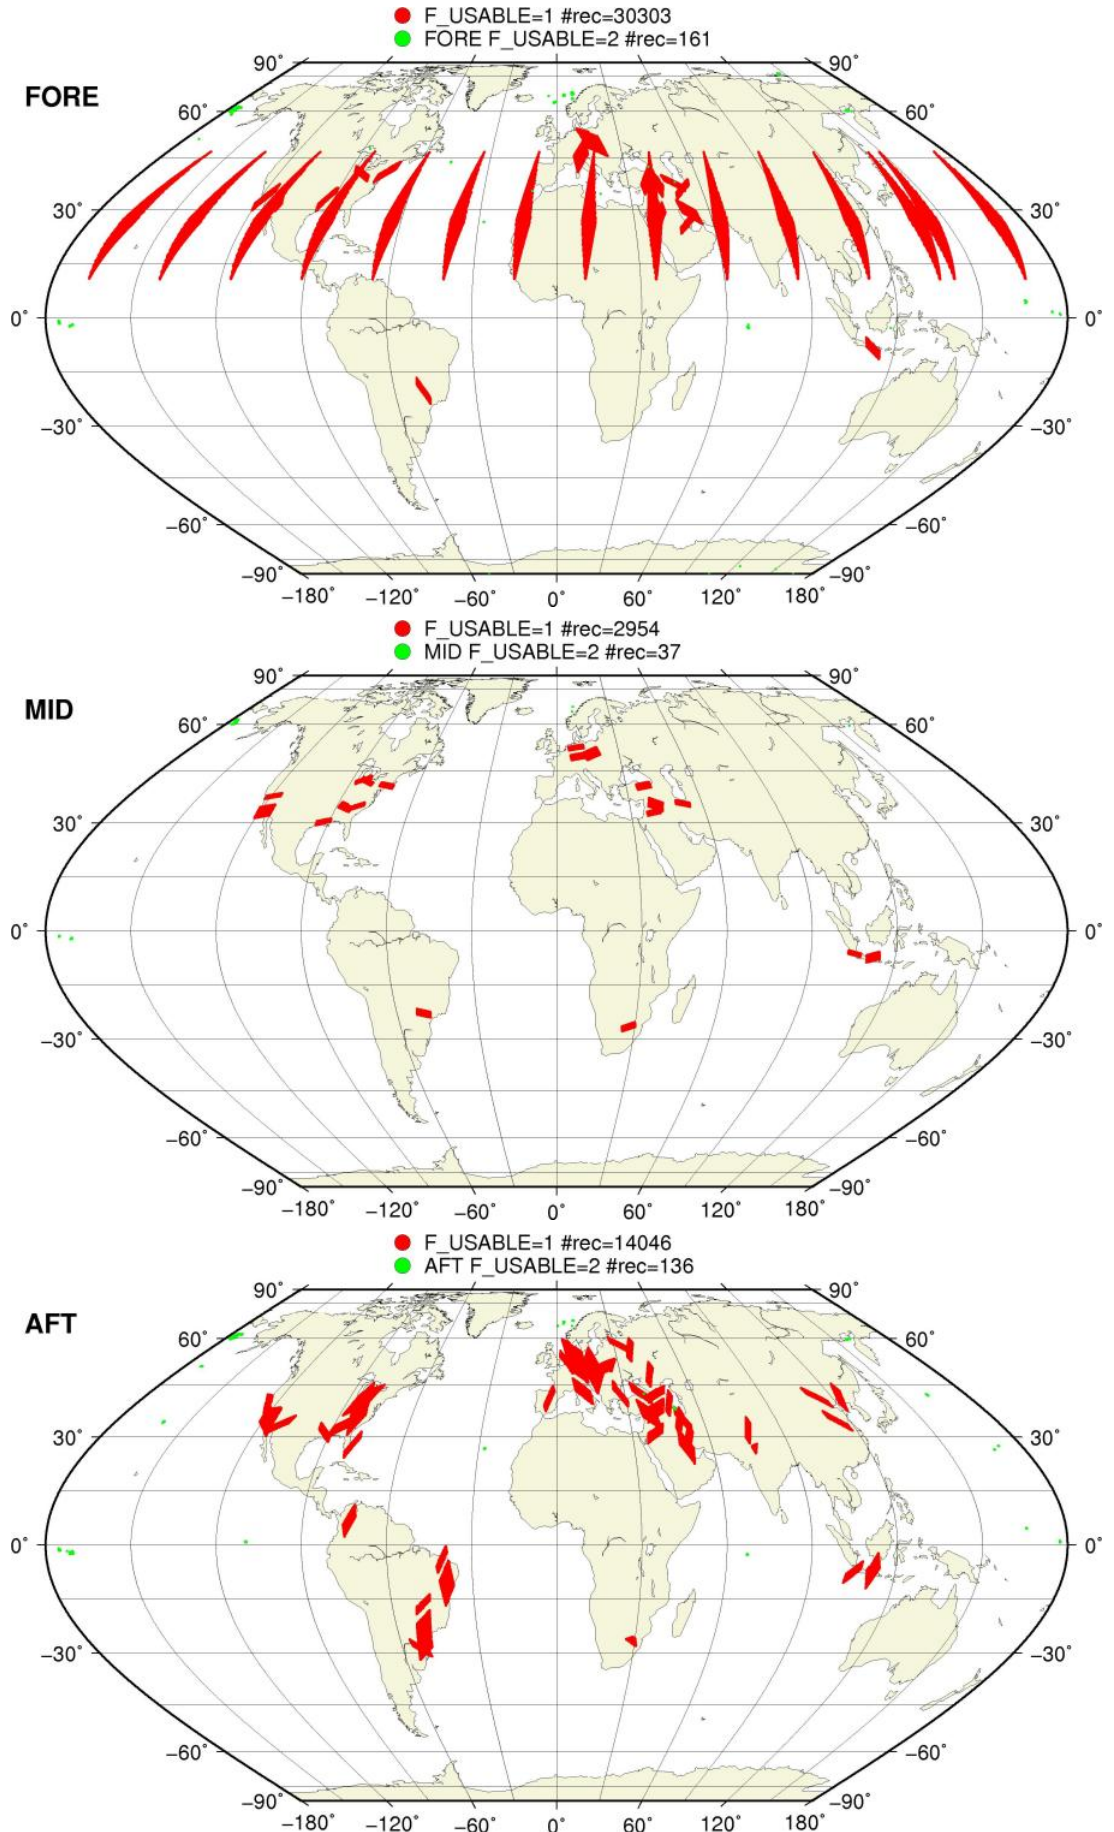 F_USABLE=1 #rec=30303
FORE F_USABLE=2 #rec=161
FORE
90° 90°
60° 60°
30° 30°
0° 0°
−30° −30°
−60° −60°
−90° −90°
−180° −120° −60° 0° 60° 120° 180°
F_USABLE=1 #rec=2954
MID F_USABLE=2 #rec=37
MID
90° 90°
60° 60°
30° 30°
0° 0°
−30° −30°
−60° −60°
−90° −90°
−180° −120° −60° 0° 60° 120° 180°
F_USABLE=1 #rec=14046
AFT F_USABLE=2 #rec=136
AFT
90° 90°
60° 60°
30° 30°
0° 0°
−30° −30°
−60° −60°
−90° −90°
−180° −120° −60° 0° 60° 120° 180°